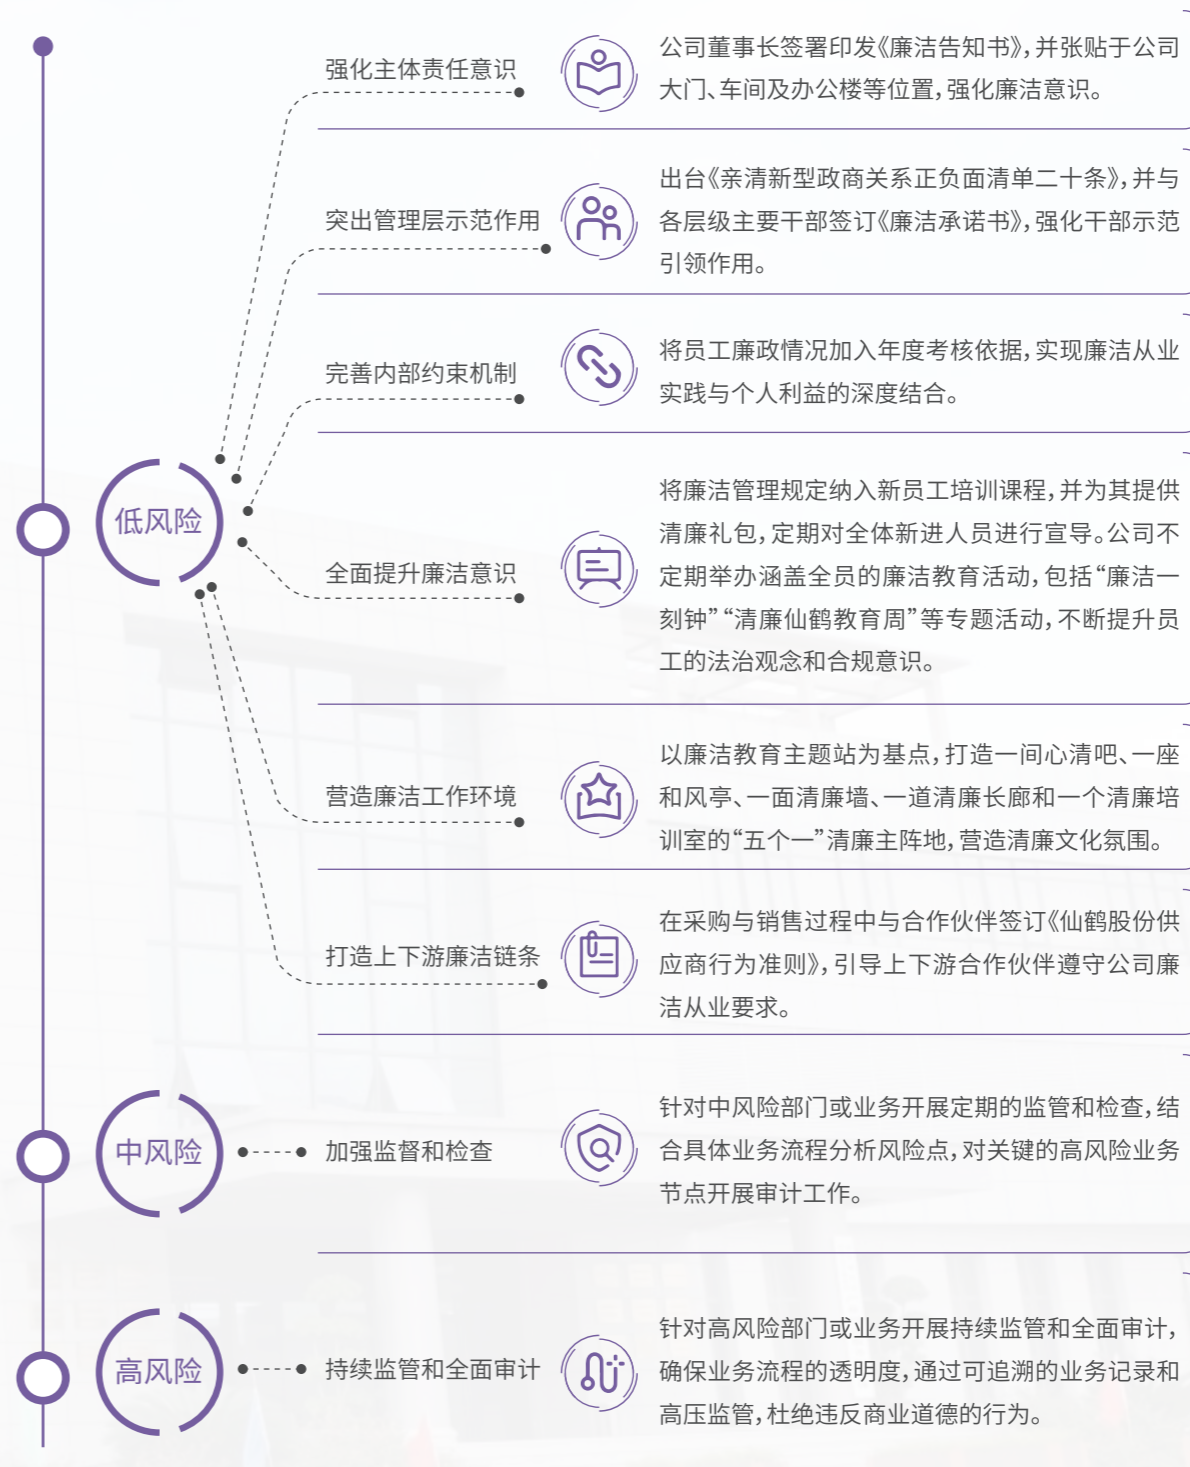 强化主体责任意识
公司董事长签署印发《廉洁告知书》，并张贴于公司
大门、车间及办公楼等位置，强化廉洁意识。
突出管理层示范作用
出台《亲清新型政商关系正负面清单二十条》，并与
各层级主要干部签订《廉洁承诺书》，强化干部示范
引领作用。
完善内部约束机制
将员工廉政情况加入年度考核依据，实现廉洁从业
实践与个人利益的深度结合。
低风险
全面提升廉洁意识
将廉洁管理规定纳入新员工培训课程，并为其提供
清廉礼包，定期对全体新进人员进行宣导。公司不
定期举办涵盖全员的廉洁教育活动，包括“廉洁一
刻钟”“清廉仙鹤教育周”等专题活动，不断提升员
工的法治观念和合规意识。
营造廉洁工作环境
以廉洁教育主题站为基点，打造一间心清吧、一座
和风亭、一面清廉墙、一道清廉长廊和一个清廉培
训室的“五个一”清廉主阵地，营造清廉文化氛围。
打造上下游廉洁链条
在采购与销售过程中与合作伙伴签订《仙鹤股份供
应商行为准则》，引导上下游合作伙伴遵守公司廉
洁从业要求。
中风险
加强监督和检查
针对中风险部门或业务开展定期的监管和检查，结
合具体业务流程分析风险点，对关键的高风险业务
节点开展审计工作。
高风险
持续监管和全面审计
针对高风险部门或业务开展持续监管和全面审计，
确保业务流程的透明度，通过可追溯的业务记录和
高压监管，杜绝违反商业道德的行为。